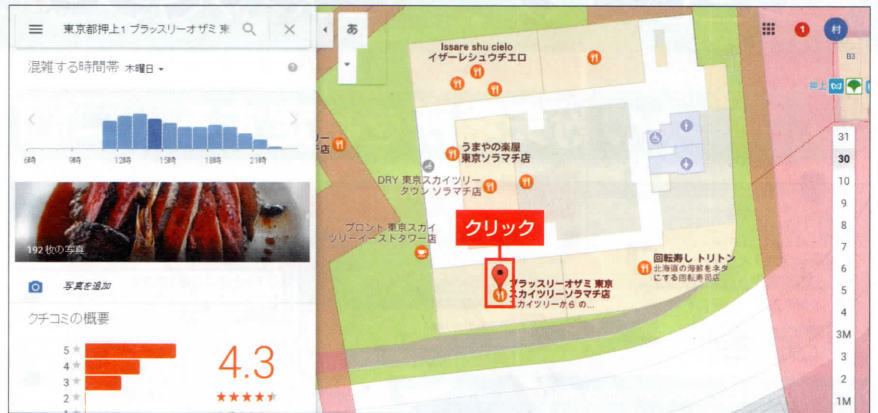 東京都押上1 ブラッスリーオザミ 東
混雑する時間帯 木曜日
6時 9時 12時 15時 18時 21時
192 枚の写真
写真を追加
クチコミの概要
5
4
3
2
4.3
あ
Issare shu cielo
イザーレシュウチエロ
うまやの楽屋
東京ソラマチ店
DRY 東京スカイツリー
タウン ソラマチ店
プロント 東京スカイ
ツリーイーストタワー店
クリック
ブラッスリーオザミ 東京
スカイツリーソラマチ店
スカイツリーから の...
回転寿し トリトン
北海道の海鮮をネタ
にする回転寿司店
1
村
B3
押上
31
30
10
9
8
7
6
5
4
3M
3
2
1M